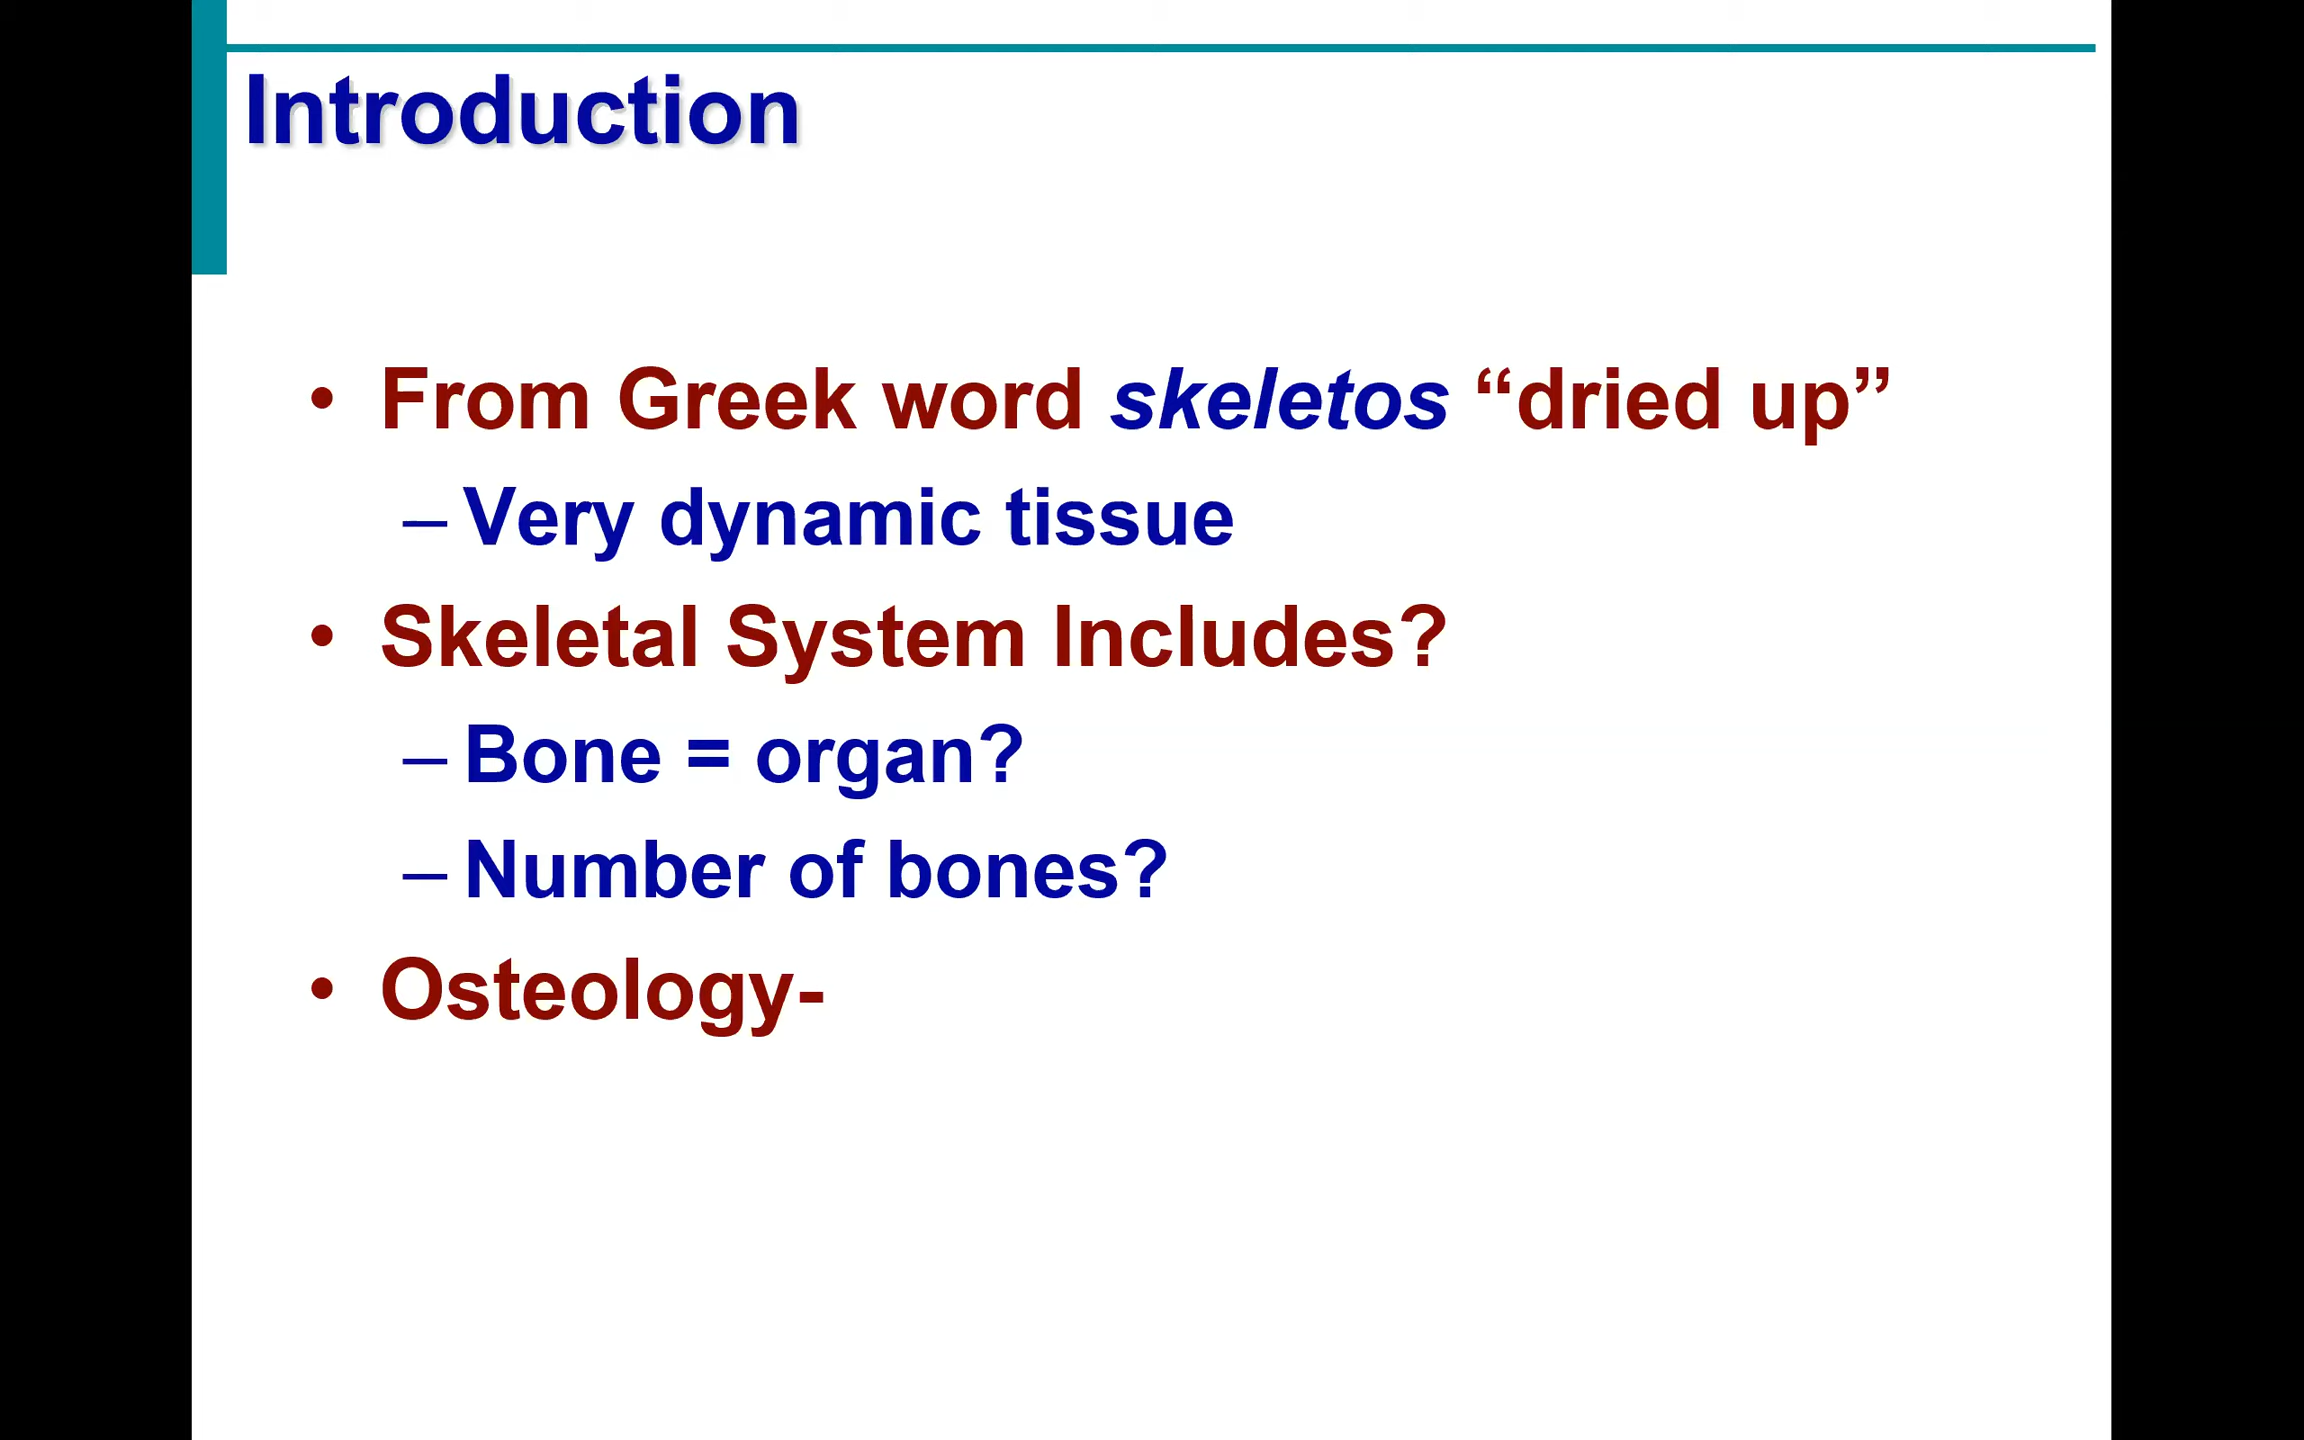 Introduction
• From Greek word skeletos “dried up”
– Very dynamic tissue
• Skeletal System Includes?
– Bone = organ?
– Number of bones?
• Osteology-